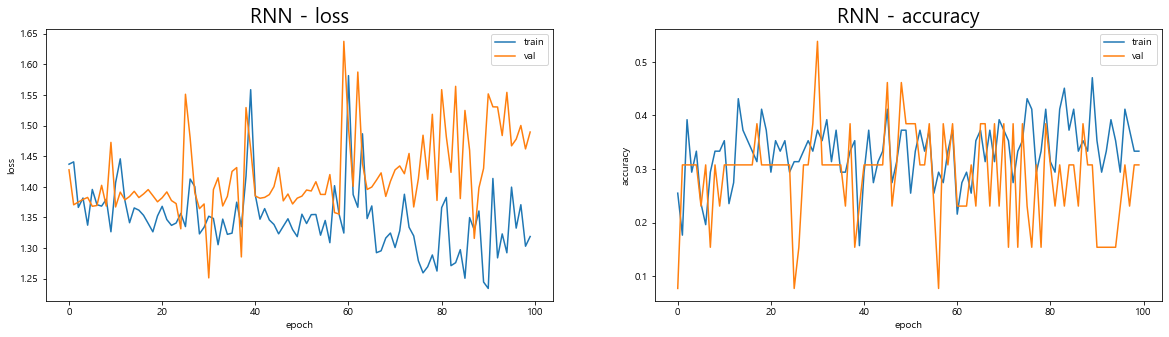 RNN - loss
1.65
1.60
1.55
1.50
1.45
1.40
1.35
1.30
1.25
loss
0 20 40 60 80 100
epoch
train
val
RNN - accuracy
0.5
0.4
0.3
0.2
0.1
accuracy
0 20 40 60 80 100
epoch
train
val